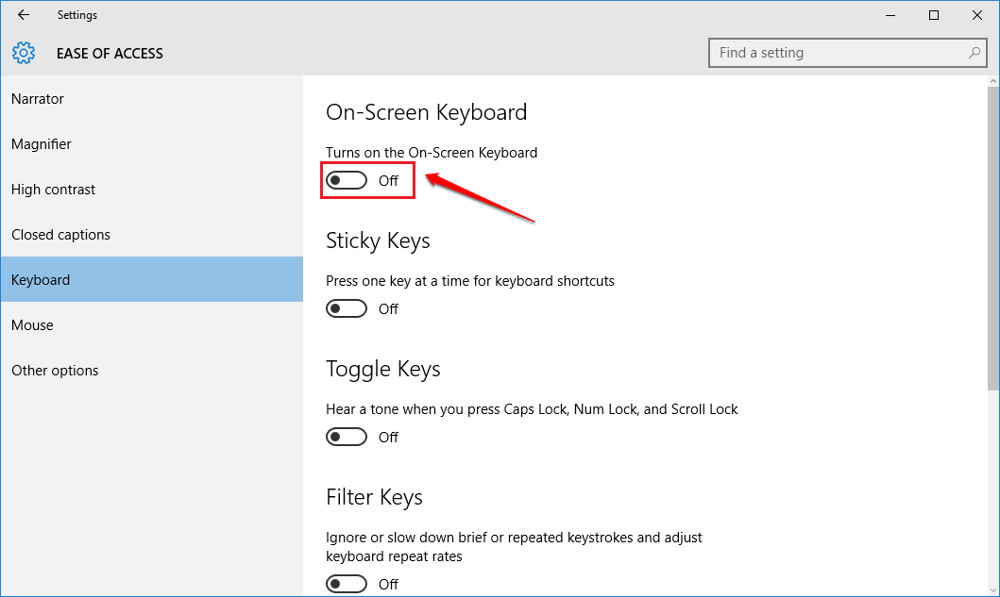 Settings
EASE OF ACCESS
Find a setting
Narrator
Magnifier
High contrast
Closed captions
Keyboard
Mouse
Other options
On-Screen Keyboard
Turns on the On-Screen Keyboard
Off
Sticky Keys
Press one key at a time for keyboard shortcuts
Off
Toggle Keys
Hear a tone when you press Caps Lock, Num Lock, and Scroll Lock
Off
Filter Keys
Ignore or slow down brief or repeated keystrokes and adjust
keyboard repeat rates
Off